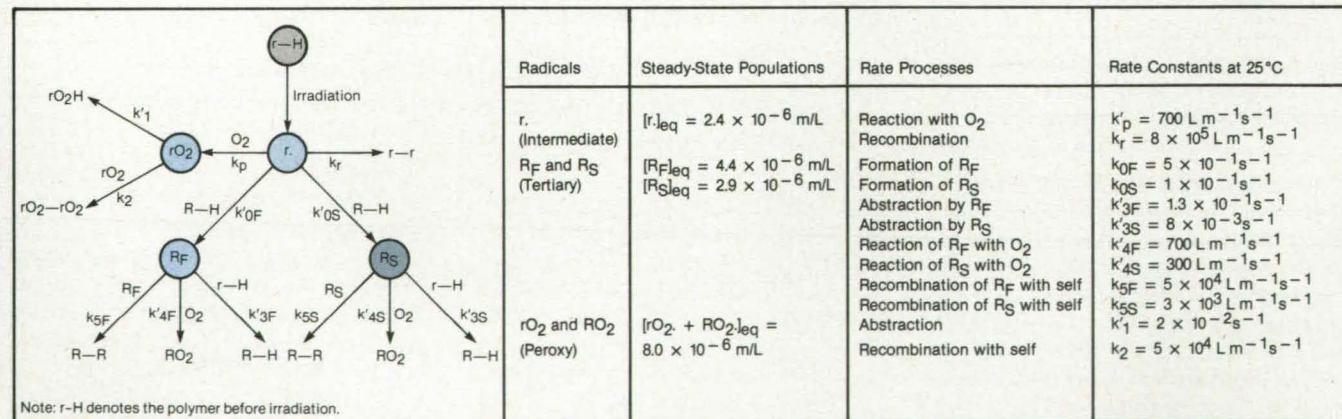 r–H
Irradiation
rO2H
k'1
O2
rO2
kp
r.
kr
r–r
rO2
k2
rO2–rO2
R–H
k'0F
k'0S
R–H
RF
RS
RF
r–H
RS
r–H
k5F
k'4F
O2
k'3F
k5S
k'4S
O2
k'3S
R–R
RO2
R–H
R–R
RO2
R–H
Note: r–H denotes the polymer before irradiation.
Radicals
Steady-State Populations
Rate Processes
Rate Constants at 25°C
r.
[r.]eq = 2.4 × 10−6 m/L
Reaction with O2
k'p = 700 L m−1s−1
(Intermediate)
Recombination
kr = 8 × 105 L m−1s−1
RF and RS
[RF]eq = 4.4 × 10−6 m/L
Formation of RF
k0F = 5 × 10−1s−1
(Tertiary)
[RS]eq = 2.9 × 10−6 m/L
Formation of RS
k0S = 1 × 10−1s−1
Abstraction by RF
k'3F = 1.3 × 10−1s−1
Abstraction by RS
k'3S = 8 × 10−3s−1
Reaction of RF with O2
k'4F = 700 L m−1s−1
Reaction of RS with O2
k'4S = 300 L m−1s−1
Recombination of RF with self
k5F = 5 × 104 L m−1s−1
Recombination of RS with self
k5S = 3 × 103 L m−1s−1
rO2 and RO2
[rO2. + RO2.]eq =
Abstraction
k'1 = 2 × 10−2s−1
(Peroxy)
8.0 × 10−6 m/L
Recombination with self
k2 = 5 × 104 L m−1s−1